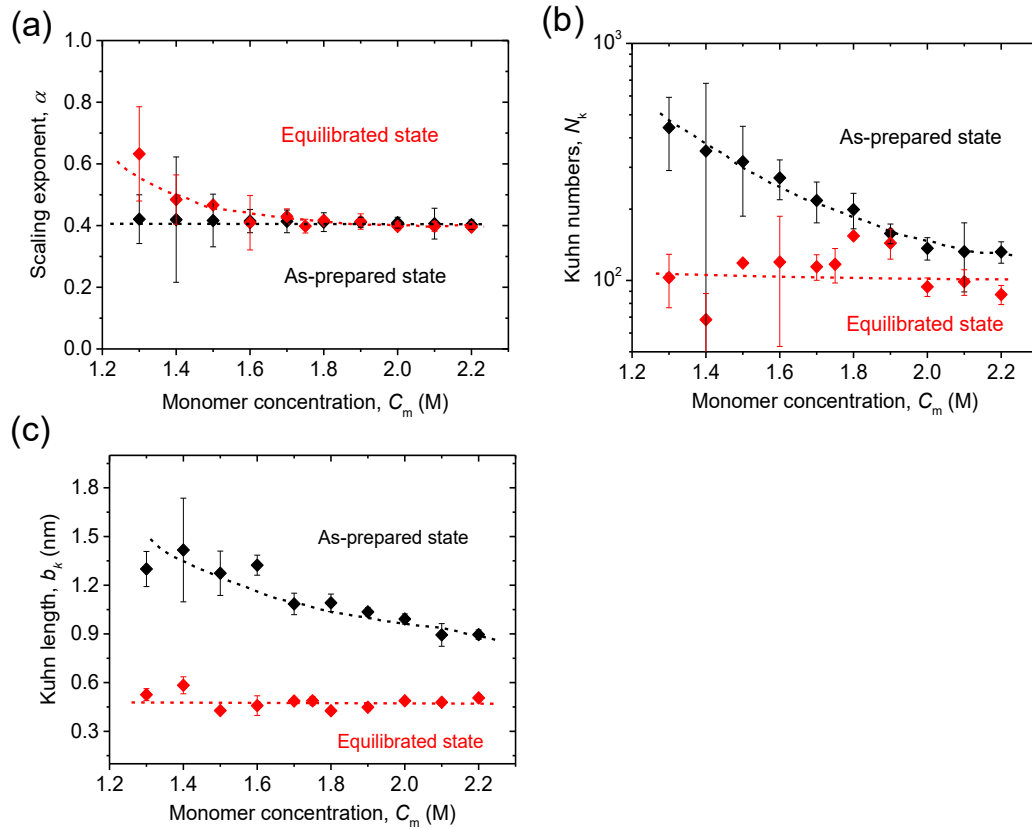 (a)
1.0
0.8
0.6
0.4
0.2
0.0
Scaling exponent, α
Equilibrated state
As-prepared state
1.2 1.4 1.6 1.8 2.0 2.2
Monomer concentration, Cm (M)
(b)
10³
10²
Kuhn numbers, Nk
As-prepared state
Equilibrated state
1.2 1.4 1.6 1.8 2.0 2.2
Monomer concentration, Cm (M)
(c)
1.8
1.5
1.2
0.9
0.6
0.3
Kuhn length, bk (nm)
As-prepared state
Equilibrated state
1.2 1.4 1.6 1.8 2.0 2.2
Monomer concentration, Cm (M)